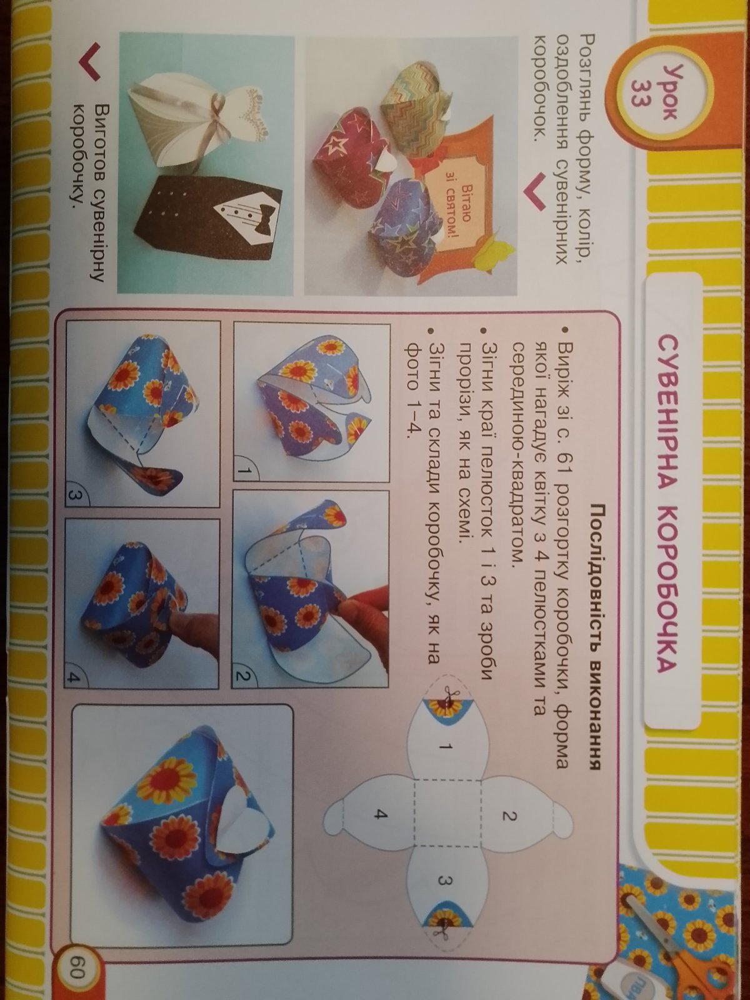 Урок
33
СУВЕНІРНА КОРОБОЧКА
Розглянь форму, колір,
оздоблення сувенірних
коробочок.
Вітаю
зі святом!
Виготов сувенірну
коробочку.
Послідовність виконання
• Виріж зі с. 61 розгортку коробочки, форма
якої нагадує квітку з 4 пелюстками та
серединою-квадратом.
• Зігни краї пелюсток 1 і 3 та зроби
прорізи, як на схемі.
• Зігни та склади коробочку, як на
фото 1–4.
1
2
3
4
1
2
3
4
ПВА
60